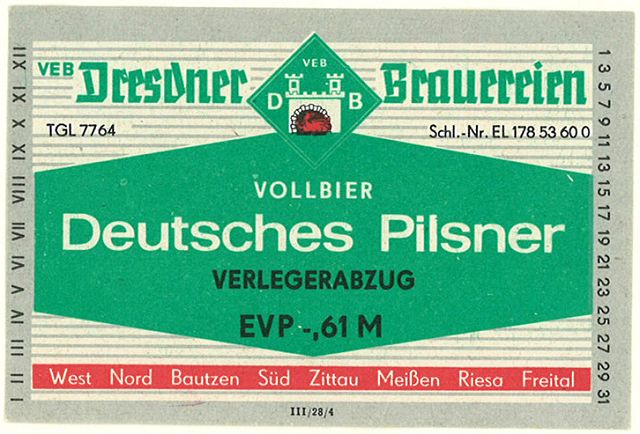 VEB Dresdner Brauereien
VEB
D B
TGL 7764
Schl.-Nr. EL 178 53 60 0
VOLLBIER
Deutsches Pilsner
VERLEGERABZUG
EVP -,61 M
West Nord Bautzen Süd Zittau Meißen Riesa Freital
III/28/4
I II III IV V VI VII VIII IX X XI XII
1 3 5 7 9 11 13 15 17 19 21 23 25 27 29 31